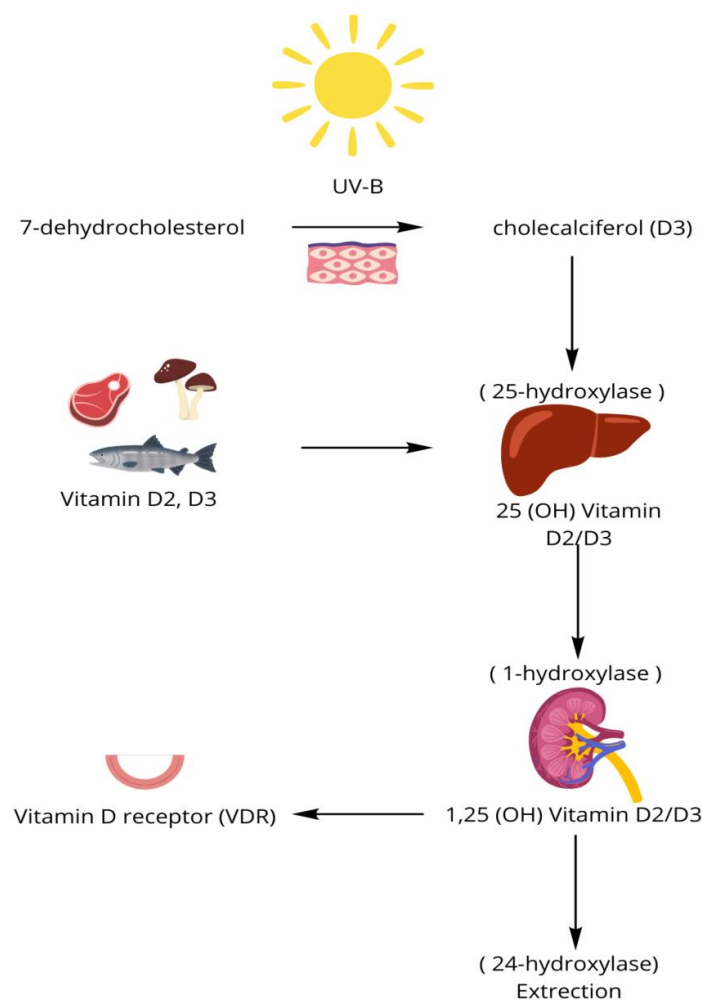 UV-B
7-dehydrocholesterol
cholecalciferol (D3)
( 25-hydroxylase )
Vitamin D2, D3
25 (OH) Vitamin
D2/D3
( 1-hydroxylase )
Vitamin D receptor (VDR)
1,25 (OH) Vitamin D2/D3
( 24-hydroxylase)
Extrection